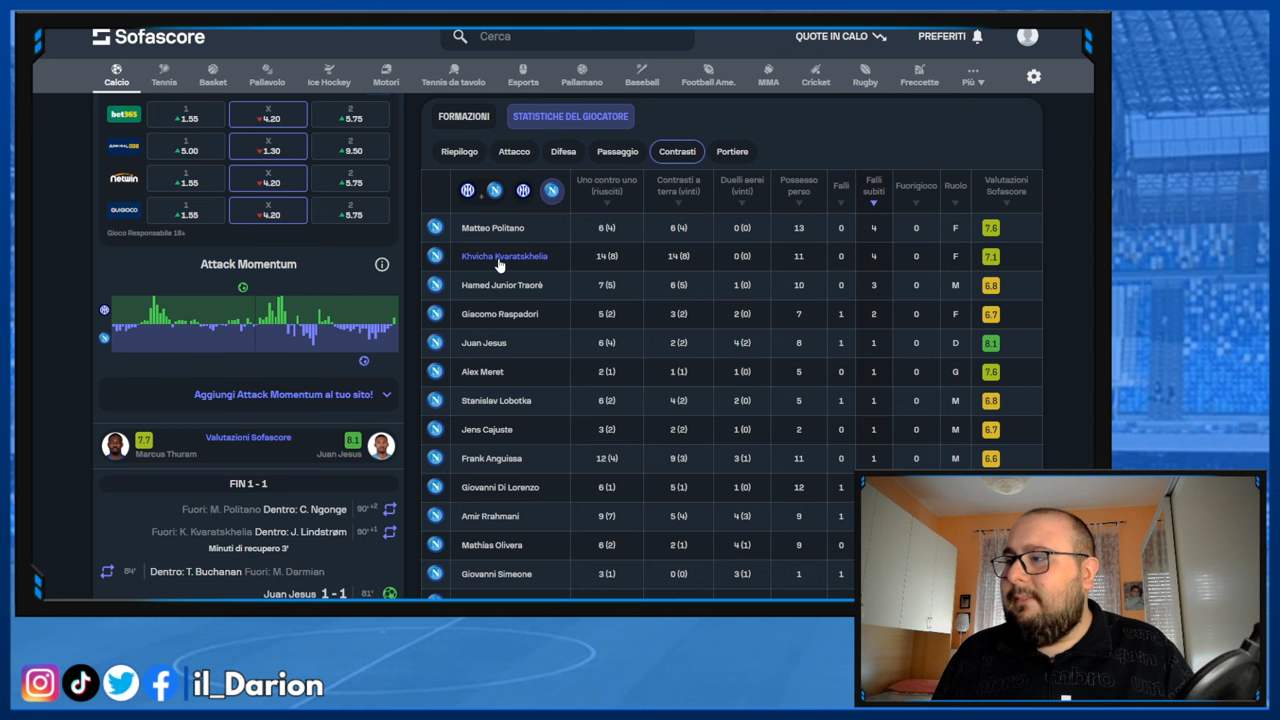 Sofascore
Cerca
QUOTE IN CALO
PREFERITI
Calcio
Tennis
Basket
Pallavolo
Ice Hockey
Motori
Tennis da tavolo
Esports
Pallamano
Baseball
Football Ame.
MMA
Cricket
Rugby
Freccette
Più
bet365
1
1.55
X
4.20
2
5.75
1
5.00
X
1.30
2
9.50
netwin
1
1.55
X
4.20
2
5.75
QUIGIOCO
1
1.55
X
4.20
2
5.75
Gioco Responsabile 18+
Attack Momentum
Aggiungi Attack Momentum al tuo sito!
7.7
Marcus Thuram
Valutazioni Sofascore
8.1
Juan Jesus
FIN 1 - 1
Fuori: M. Politano Dentro: C. Ngonge 90'+2
Fuori: K. Kvaratskhelia Dentro: J. Lindstrøm 90'+1
Minuti di recupero 3'
84' Dentro: T. Buchanan Fuori: M. Darmian
Juan Jesus 1 - 1 81'
FORMAZIONI
STATISTICHE DEL GIOCATORE
Riepilogo
Attacco
Difesa
Passaggio
Contrasti
Portiere
+ Uno contro uno (riusciti) Contrasti a terra (vinti) Duelli aerei (vinti) Possesso perso Falli Falli subiti Fuorigioco Ruolo Valutazioni Sofascore
Matteo Politano 6 (4) 6 (4) 0 (0) 13 0 4 0 F 7.6
Khvicha Kvaratskhelia 14 (8) 14 (8) 0 (0) 11 0 4 0 F 7.1
Hamed Junior Traorè 7 (5) 6 (5) 1 (0) 10 0 3 0 M 6.8
Giacomo Raspadori 5 (2) 3 (2) 2 (0) 7 1 2 0 F 6.7
Juan Jesus 6 (4) 2 (2) 4 (2) 8 1 1 0 D 8.1
Alex Meret 2 (1) 1 (1) 1 (0) 5 0 1 0 G 7.6
Stanislav Lobotka 6 (2) 4 (2) 2 (0) 5 1 1 0 M 6.8
Jens Cajuste 3 (2) 2 (2) 1 (0) 2 0 1 0 M 6.7
Frank Anguissa 12 (4) 9 (3) 3 (1) 11 0 1 0 M 6.6
Giovanni Di Lorenzo 6 (1) 5 (1) 1 (0) 12 1
Amir Rrahmani 9 (7) 5 (4) 4 (3) 9 1
Mathías Olivera 6 (2) 2 (1) 4 (1) 9 0
Giovanni Simeone 3 (1) 0 (0) 3 (1) 1 1
il_Darion